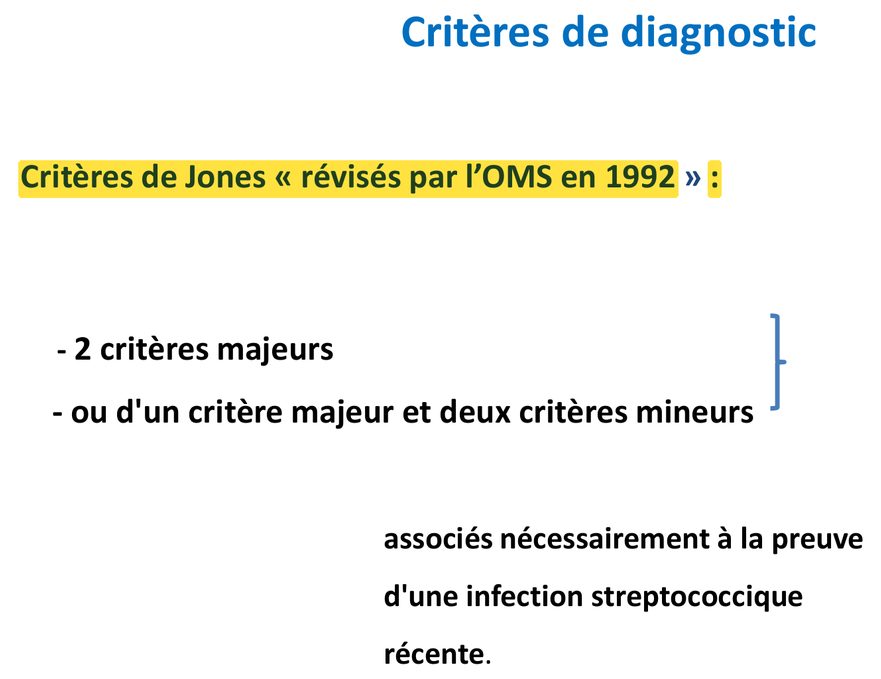 Critères de diagnostic
Critères de Jones « révisés par l’OMS en 1992 » :
- 2 critères majeurs
- ou d'un critère majeur et deux critères mineurs
associés nécessairement à la preuve
d'une infection streptococcique
récente.